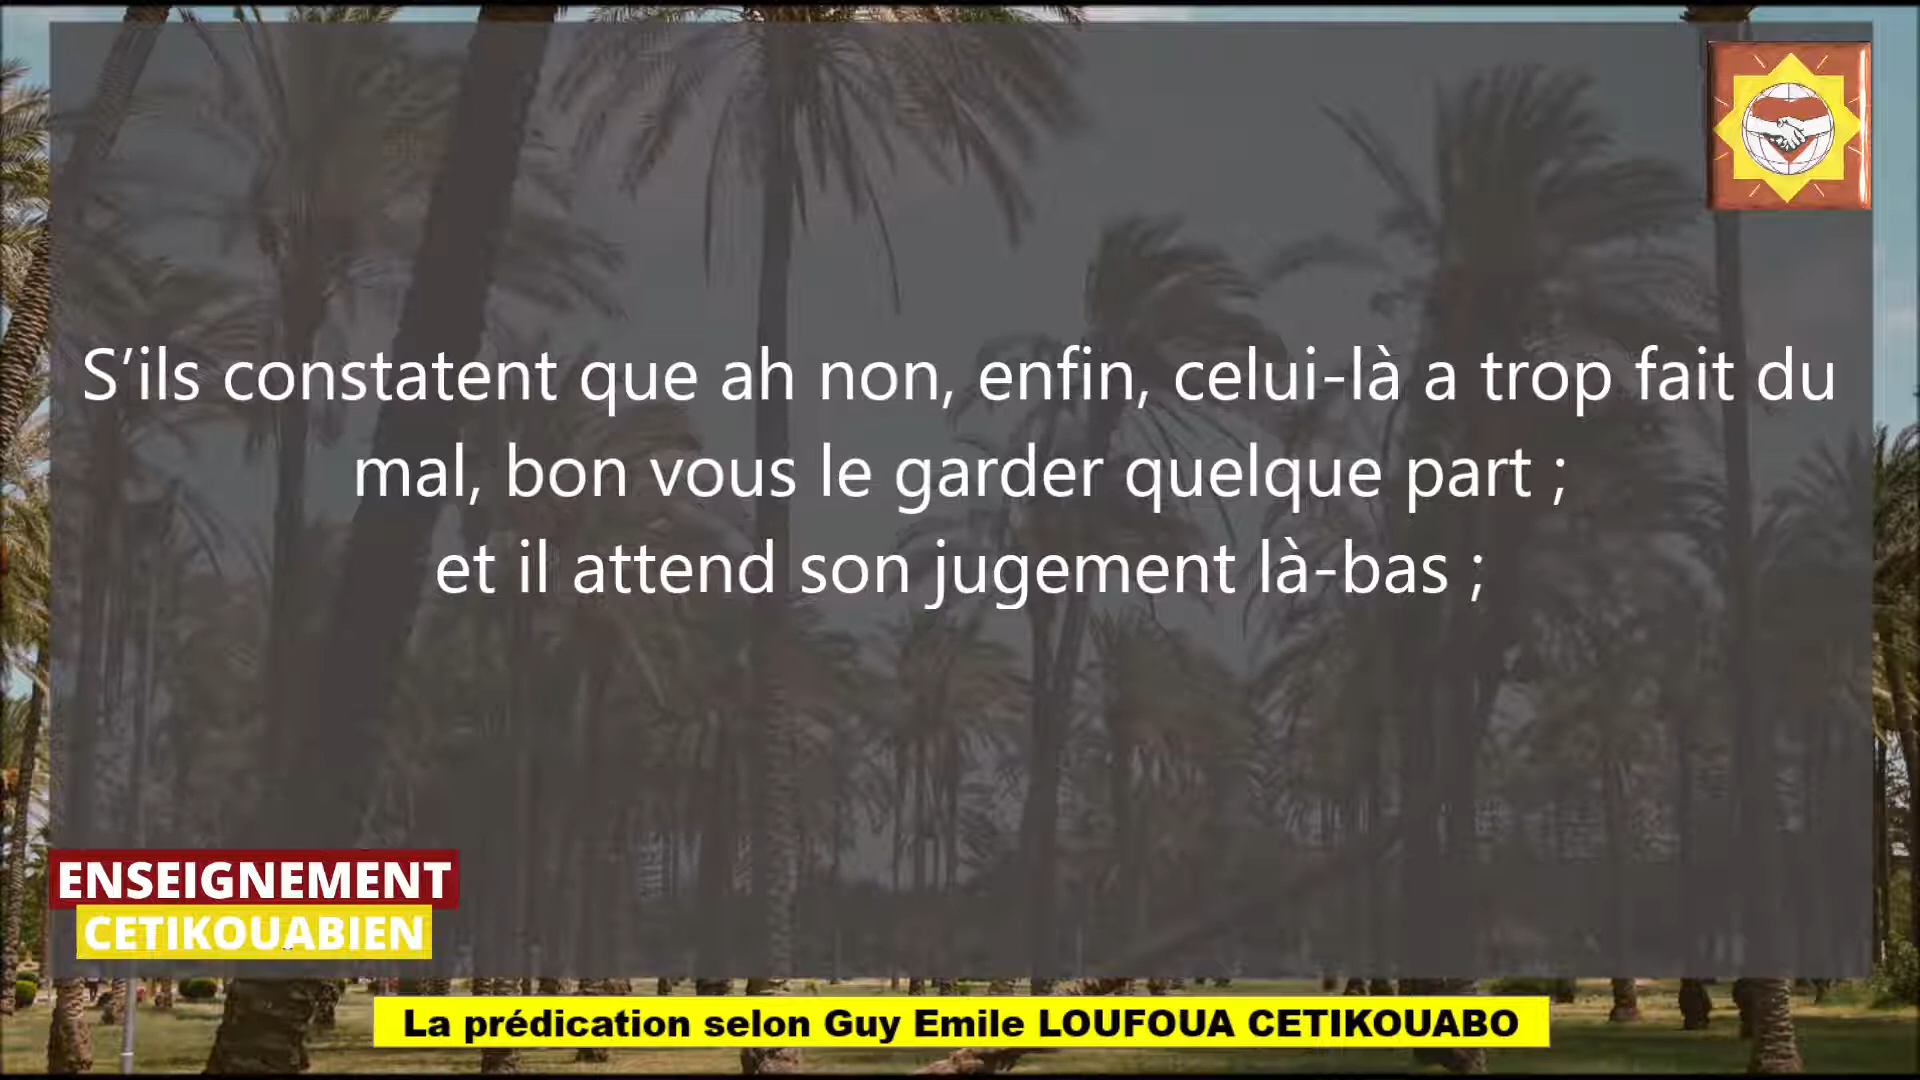 S’ils constatent que ah non, enfin, celui-là a trop fait du
mal, bon vous le garder quelque part ;
et il attend son jugement là-bas ;
ENSEIGNEMENT
CETIKOUABIEN
La prédication selon Guy Emile LOUFOUA CETIKOUABO